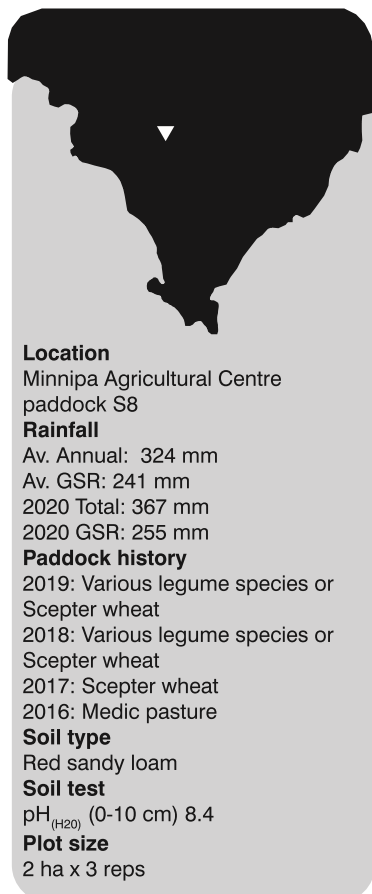 Location
Minnipa Agricultural Centre
paddock S8
Rainfall
Av. Annual:  324 mm
Av. GSR: 241 mm
2020 Total: 367 mm
2020 GSR: 255 mm
Paddock history
2019: Various legume species or
Scepter wheat
2018: Various legume species or
Scepter wheat
2017: Scepter wheat
2016: Medic pasture
Soil type
Red sandy loam
Soil test
pH(H20) (0-10 cm) 8.4
Plot size
2 ha x 3 reps